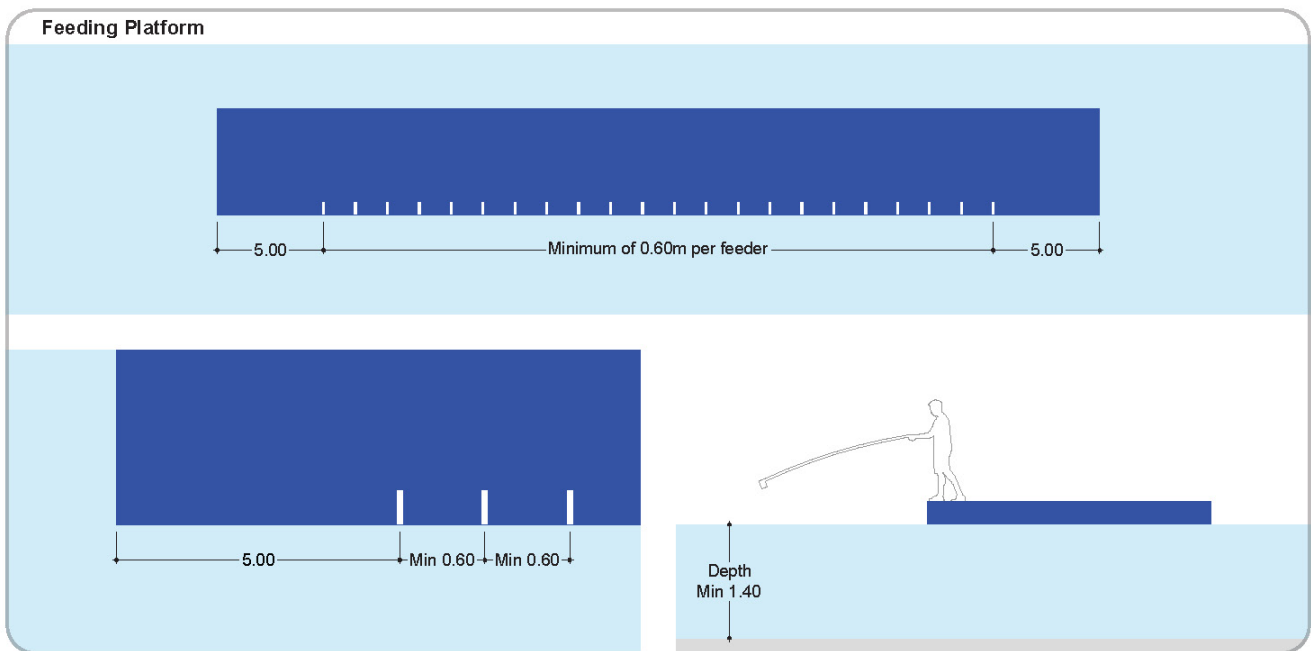 Feeding Platform
5.00
Minimum of 0.60m per feeder
5.00
5.00
Min 0.60
Min 0.60
Depth
Min 1.40